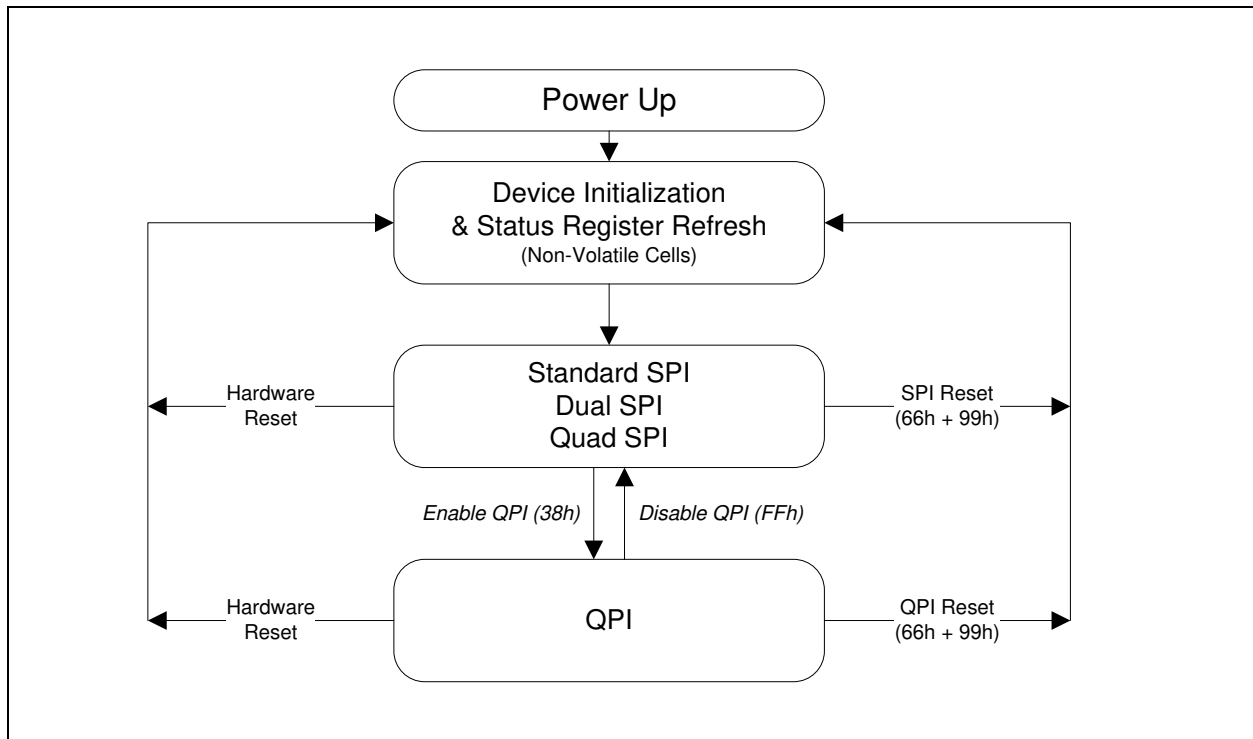 Power Up
Device Initialization
& Status Register Refresh
(Non-Volatile Cells)
Standard SPI
Dual SPI
Quad SPI
Hardware
Reset
SPI Reset
(66h + 99h)
Enable QPI (38h)
Disable QPI (FFh)
QPI
Hardware
Reset
QPI Reset
(66h + 99h)